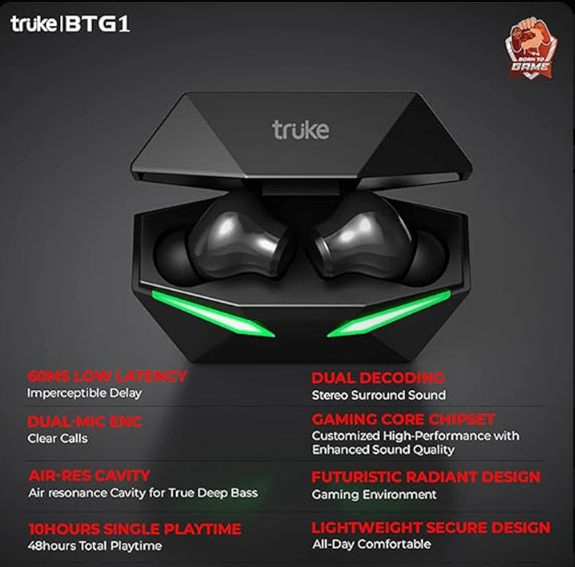 truke|BTG1
BORN TO
GAME
truke
60MS LOW LATENCY
Imperceptible Delay
DUAL DECODING
Stereo Surround Sound
DUAL-MIC ENC
Clear Calls
GAMING CORE CHIPSET
Customized High-Performance with
Enhanced Sound Quality
AIR-RES CAVITY
Air resonance Cavity for True Deep Bass
FUTURISTIC RADIANT DESIGN
Gaming Environment
10HOURS SINGLE PLAYTIME
48hours Total Playtime
LIGHTWEIGHT SECURE DESIGN
All-Day Comfortable